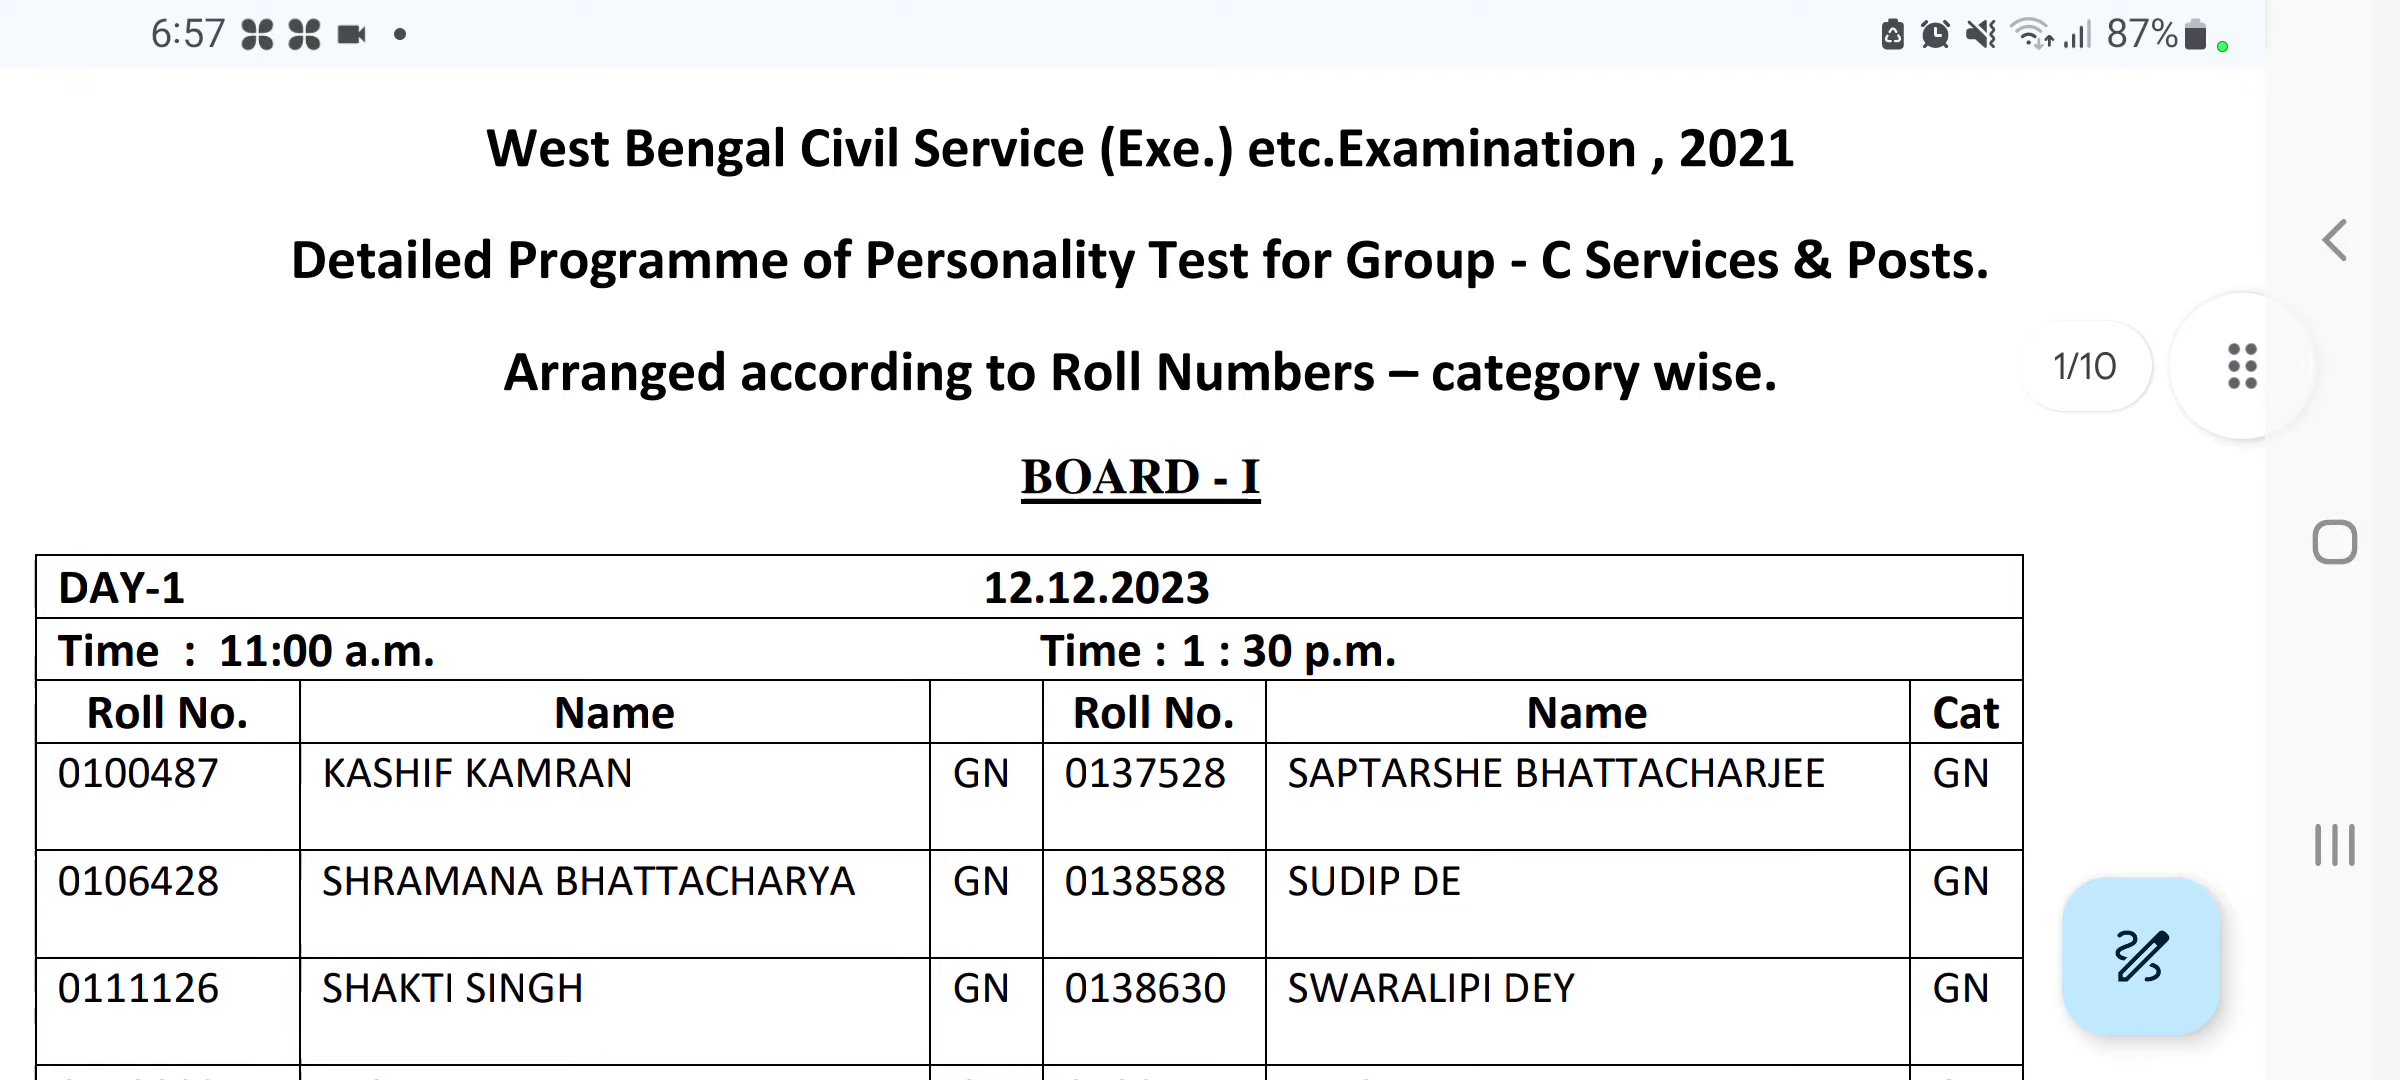 6:57 87%
West Bengal Civil Service (Exe.) etc.Examination , 2021
Detailed Programme of Personality Test for Group - C Services & Posts.
Arranged according to Roll Numbers – category wise.
1/10
BOARD - I
DAY-1 12.12.2023
Time : 11:00 a.m. Time : 1 : 30 p.m.
Roll No. Name Roll No. Name Cat
0100487 KASHIF KAMRAN GN 0137528 SAPTARSHE BHATTACHARJEE GN
0106428 SHRAMANA BHATTACHARYA GN 0138588 SUDIP DE GN
0111126 SHAKTI SINGH GN 0138630 SWARALIPI DEY GN